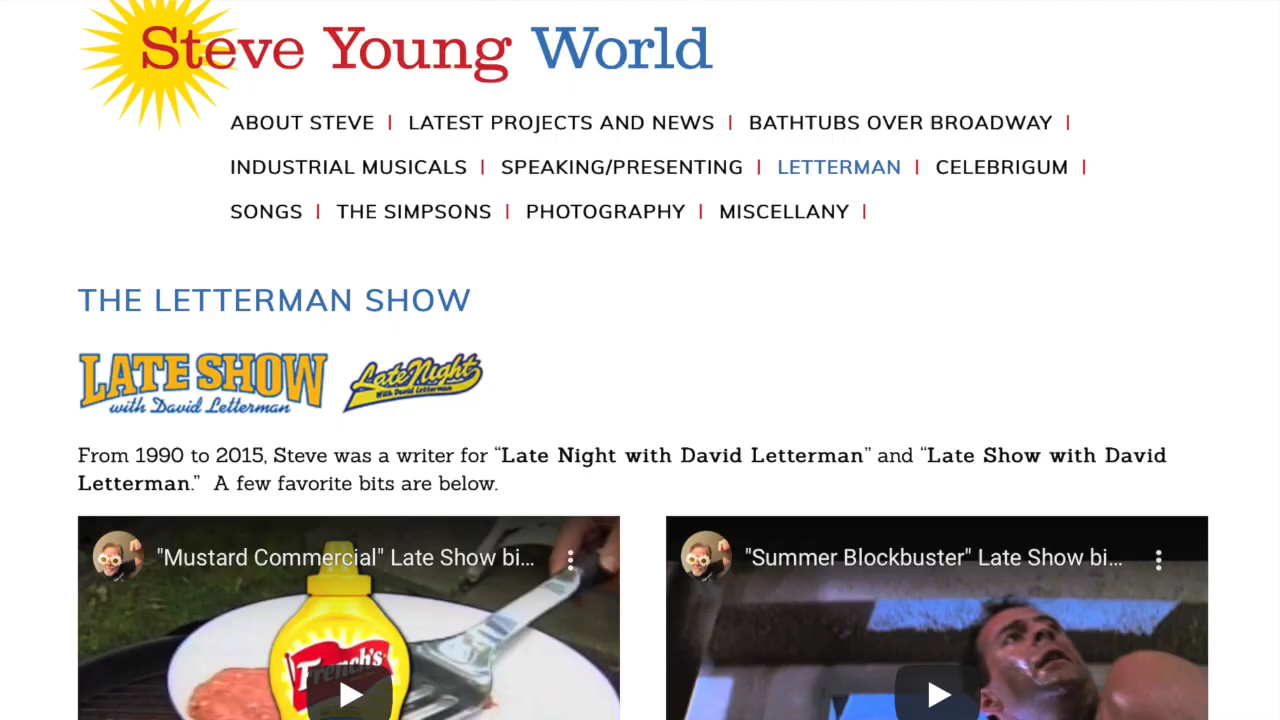 Steve Young World
ABOUT STEVE | LATEST PROJECTS AND NEWS | BATHTUBS OVER BROADWAY |
INDUSTRIAL MUSICALS | SPEAKING/PRESENTING | LETTERMAN | CELEBRIGUM |
SONGS | THE SIMPSONS | PHOTOGRAPHY | MISCELLANY |
THE LETTERMAN SHOW
LATE SHOW
with David Letterman
Late Night
With David Letterman
From 1990 to 2015, Steve was a writer for “Late Night with David Letterman” and “Late Show with David
Letterman.” A few favorite bits are below.
"Mustard Commercial" Late Show bi...
"Summer Blockbuster" Late Show bi...
French's